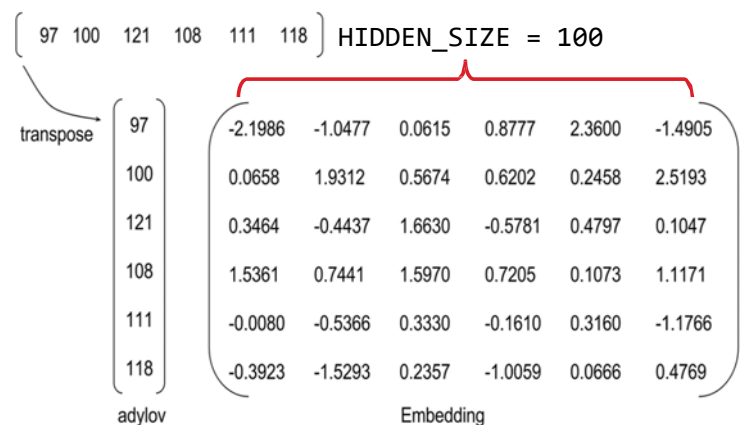 97 100 121 108 111 118 HIDDEN_SIZE = 100
transpose
97 -2.1986 -1.0477 0.0615 0.8777 2.3600 -1.4905
100 0.0658 1.9312 0.5674 0.6202 0.2458 2.5193
121 0.3464 -0.4437 1.6630 -0.5781 0.4797 0.1047
108 1.5361 0.7441 1.5970 0.7205 0.1073 1.1171
111 -0.0080 -0.5366 0.3330 -0.1610 0.3160 -1.1766
118 -0.3923 -1.5293 0.2357 -1.0059 0.0666 0.4769
adylov Embedding